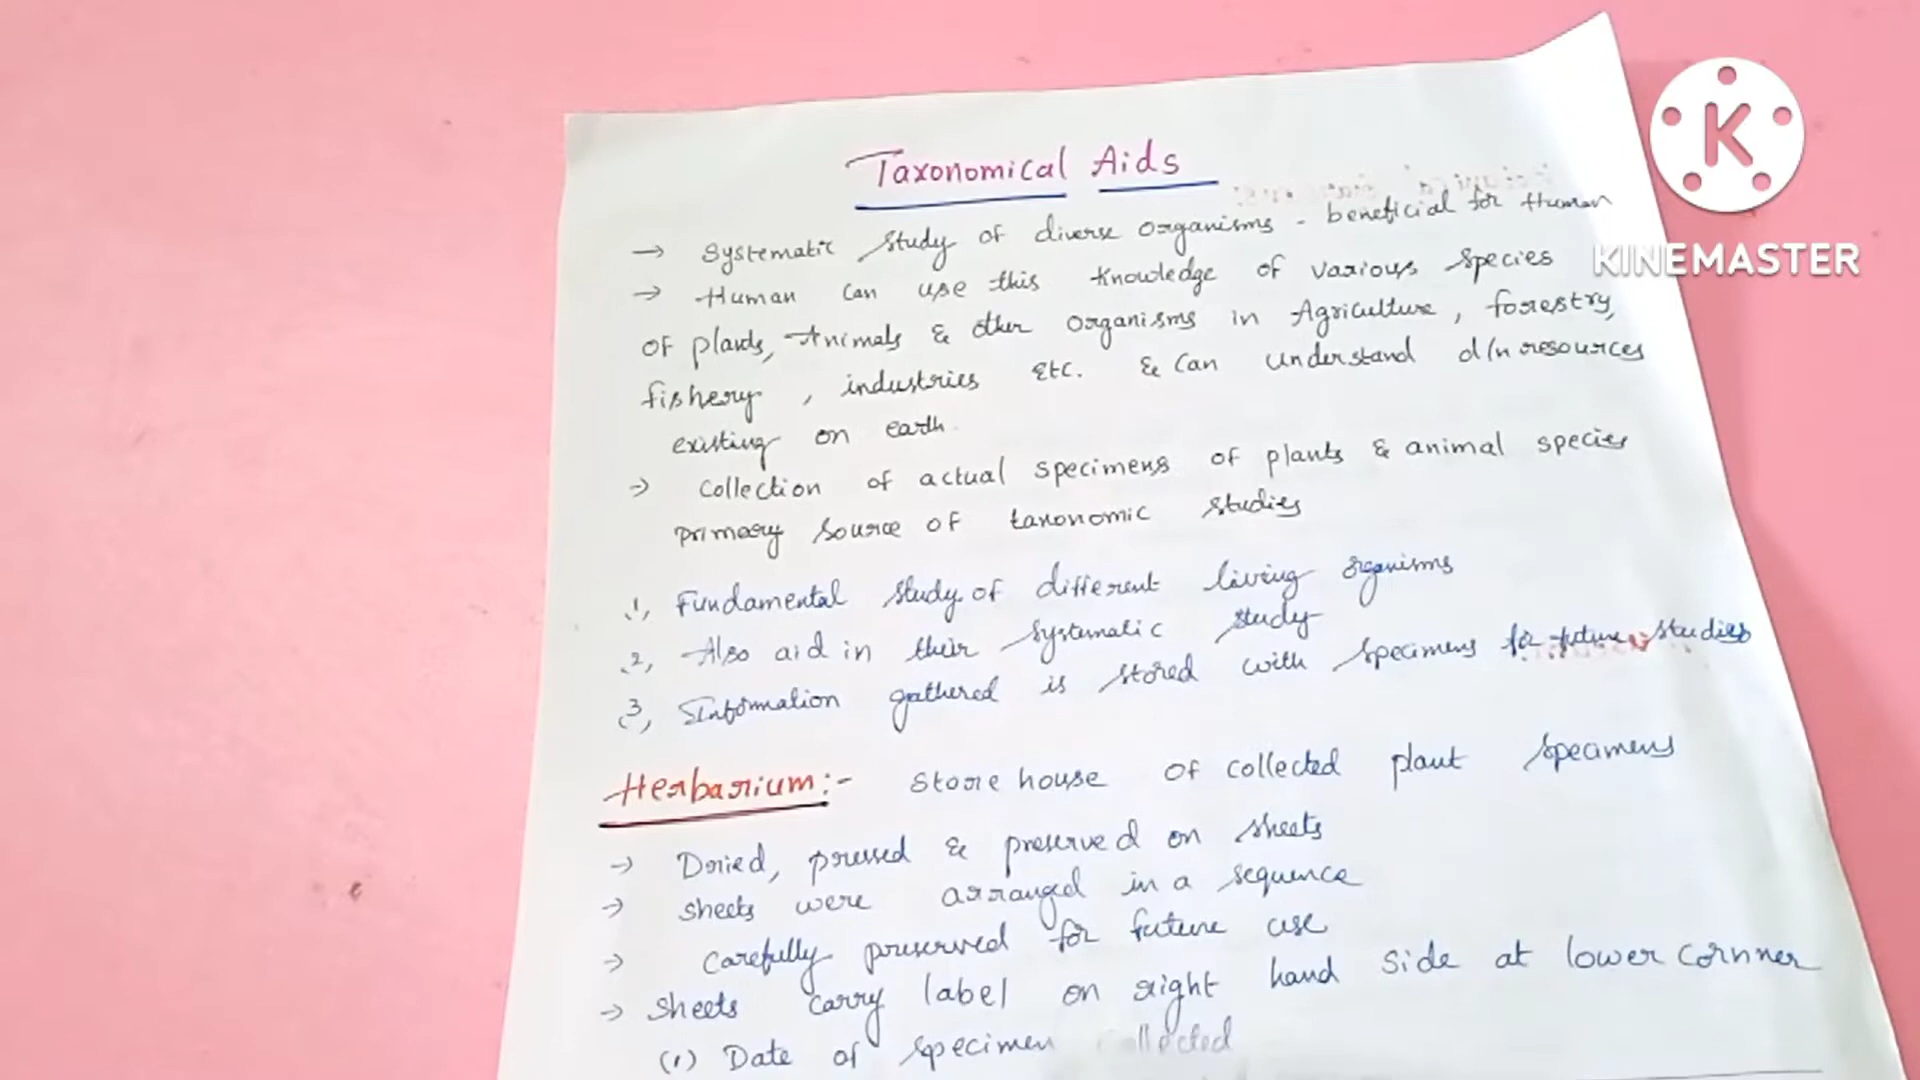 Taxonomical Aids
→ Systematic study of diverse organisms - beneficial for Human
→ Human can use this knowledge of various species
of plants, Animals & other organisms in Agriculture, forestry,
fishery, industries etc. & can understand d/n resources
existing on earth.
→ collection of actual specimens of plants & animal species
primary source of taxonomic studies
1, Fundamental study of different living organisms
2, Also aid in their systematic study
3, Information gathered is stored with specimens for future studies
Herbarium:- Store house of collected plant specimens
→ Dried, pressed & preserved on sheets
→ sheets were arranged in a sequence
→ carefully preserved for future use
→ sheets carry label on right hand side at lower cornner
(1) Date of specimen collected
K
KINEMASTER